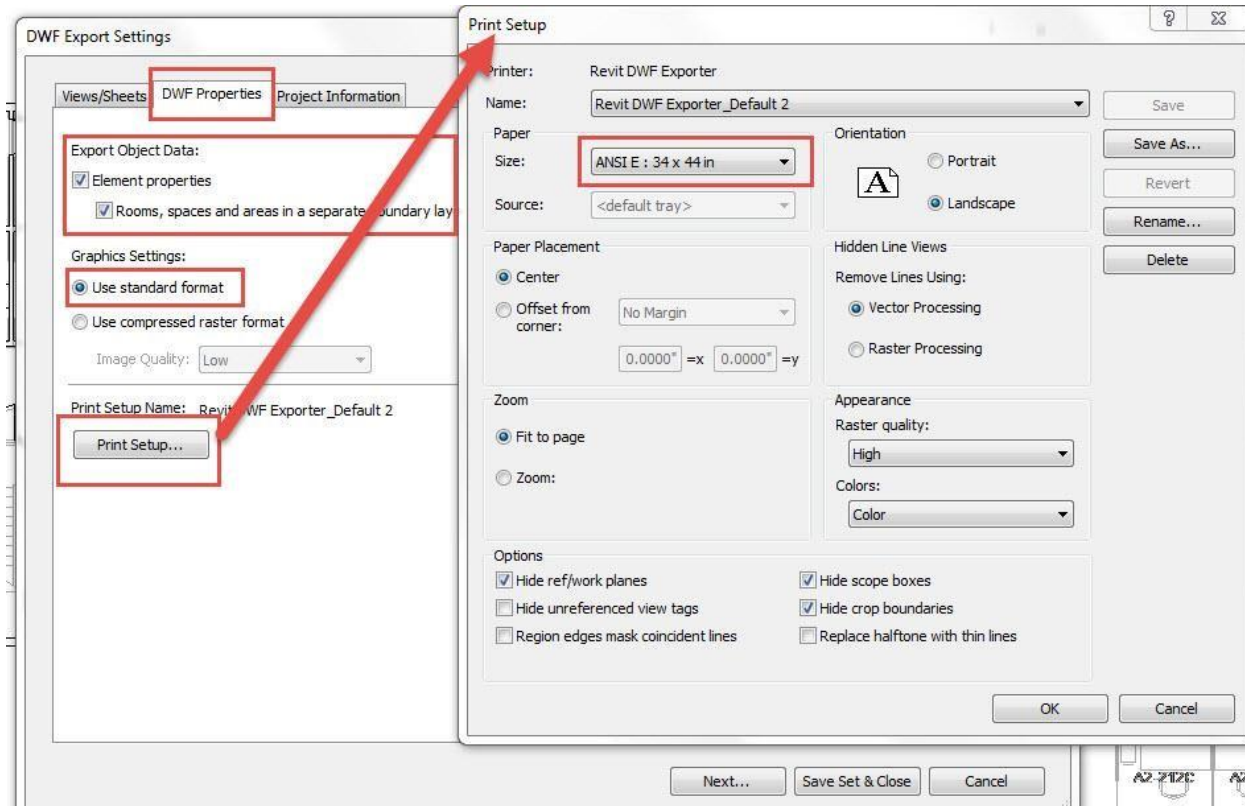 DWF Export Settings
Views/Sheets
DWF Properties
Project Information
Export Object Data:
Element properties
Rooms, spaces and areas in a separate boundary lay
Graphics Settings:
Use standard format
Use compressed raster format
Image Quality: Low
Print Setup Name: Revit DWF Exporter_Default 2
Print Setup...
Next...
Save Set & Close
Cancel
Print Setup
Printer: Revit DWF Exporter
Name: Revit DWF Exporter_Default 2
Save
Save As...
Revert
Rename...
Delete
Paper
Size: ANSI E : 34 x 44 in
Source: <default tray>
Orientation
A
Portrait
Landscape
Paper Placement
Center
Offset from
corner:
No Margin
0.0000" =x 0.0000" =y
Hidden Line Views
Remove Lines Using:
Vector Processing
Raster Processing
Zoom
Fit to page
Zoom:
Appearance
Raster quality:
High
Colors:
Color
Options
Hide ref/work planes
Hide unreferenced view tags
Region edges mask coincident lines
Hide scope boxes
Hide crop boundaries
Replace halftone with thin lines
OK
Cancel
A2-212C